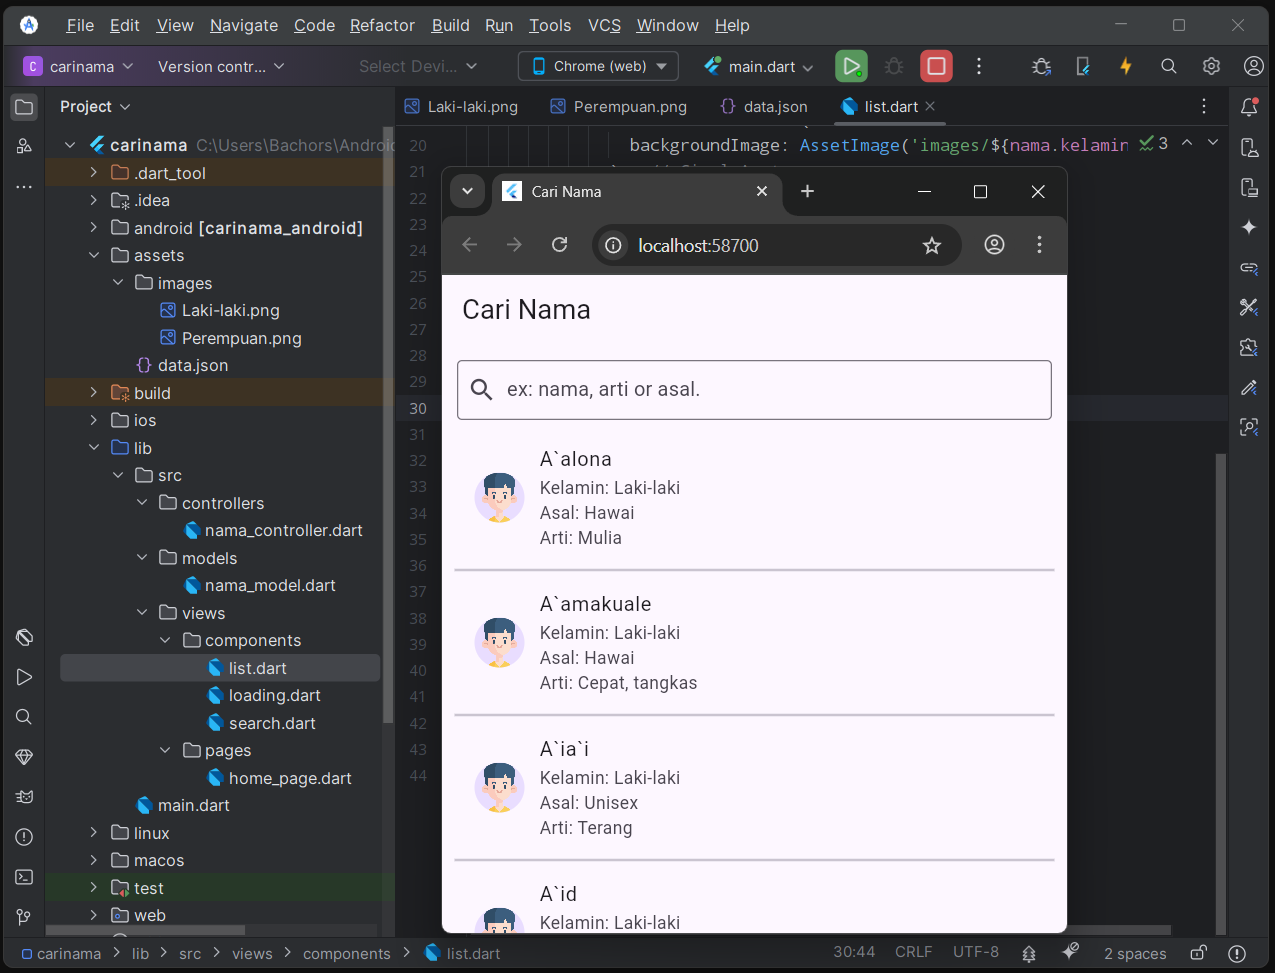 File Edit View Navigate Code Refactor Build Run Tools VCS Window Help
C carinama Version contr... Select Devi... Chrome (web) main.dart
Project Laki-laki.png Perempuan.png data.json list.dart
carinama C:\Users\Bachors\Android
.dart_tool
.idea
android [carinama_android]
assets
images
Laki-laki.png
Perempuan.png
data.json
build
ios
lib
src
controllers
nama_controller.dart
models
nama_model.dart
views
components
list.dart
loading.dart
search.dart
pages
home_page.dart
main.dart
linux
macos
test
web
20 backgroundImage: AssetImage('images/${nama.kelamin 3
21
22
23
24
25
26
27
28
29
30
31
32
33
34
35
36
37
38
39
40
41
42
43
44
Cari Nama
localhost:58700
Cari Nama
ex: nama, arti or asal.
A`alona
Kelamin: Laki-laki
Asal: Hawai
Arti: Mulia
A`amakuale
Kelamin: Laki-laki
Asal: Hawai
Arti: Cepat, tangkas
A`ia`i
Kelamin: Laki-laki
Asal: Unisex
Arti: Terang
A`id
Kelamin: Laki-laki
carinama lib src views components list.dart 30:44 CRLF UTF-8 2 spaces